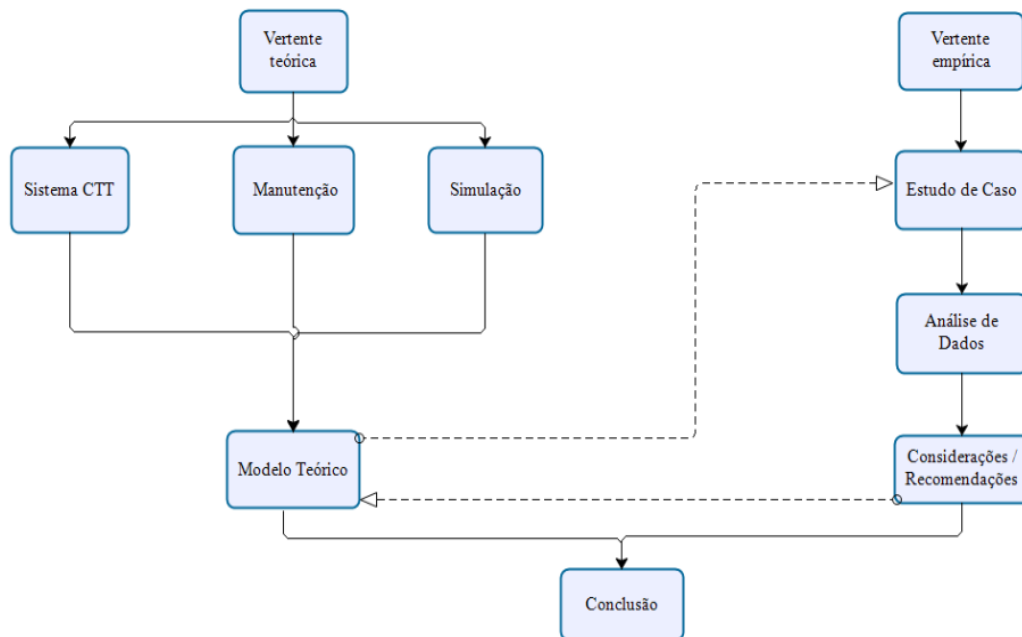 Vertente
teórica
Vertente
empírica
Sistema CTT
Manutenção
Simulação
Estudo de Caso
Análise de
Dados
Modelo Teórico
Considerações /
Recomendações
Conclusão